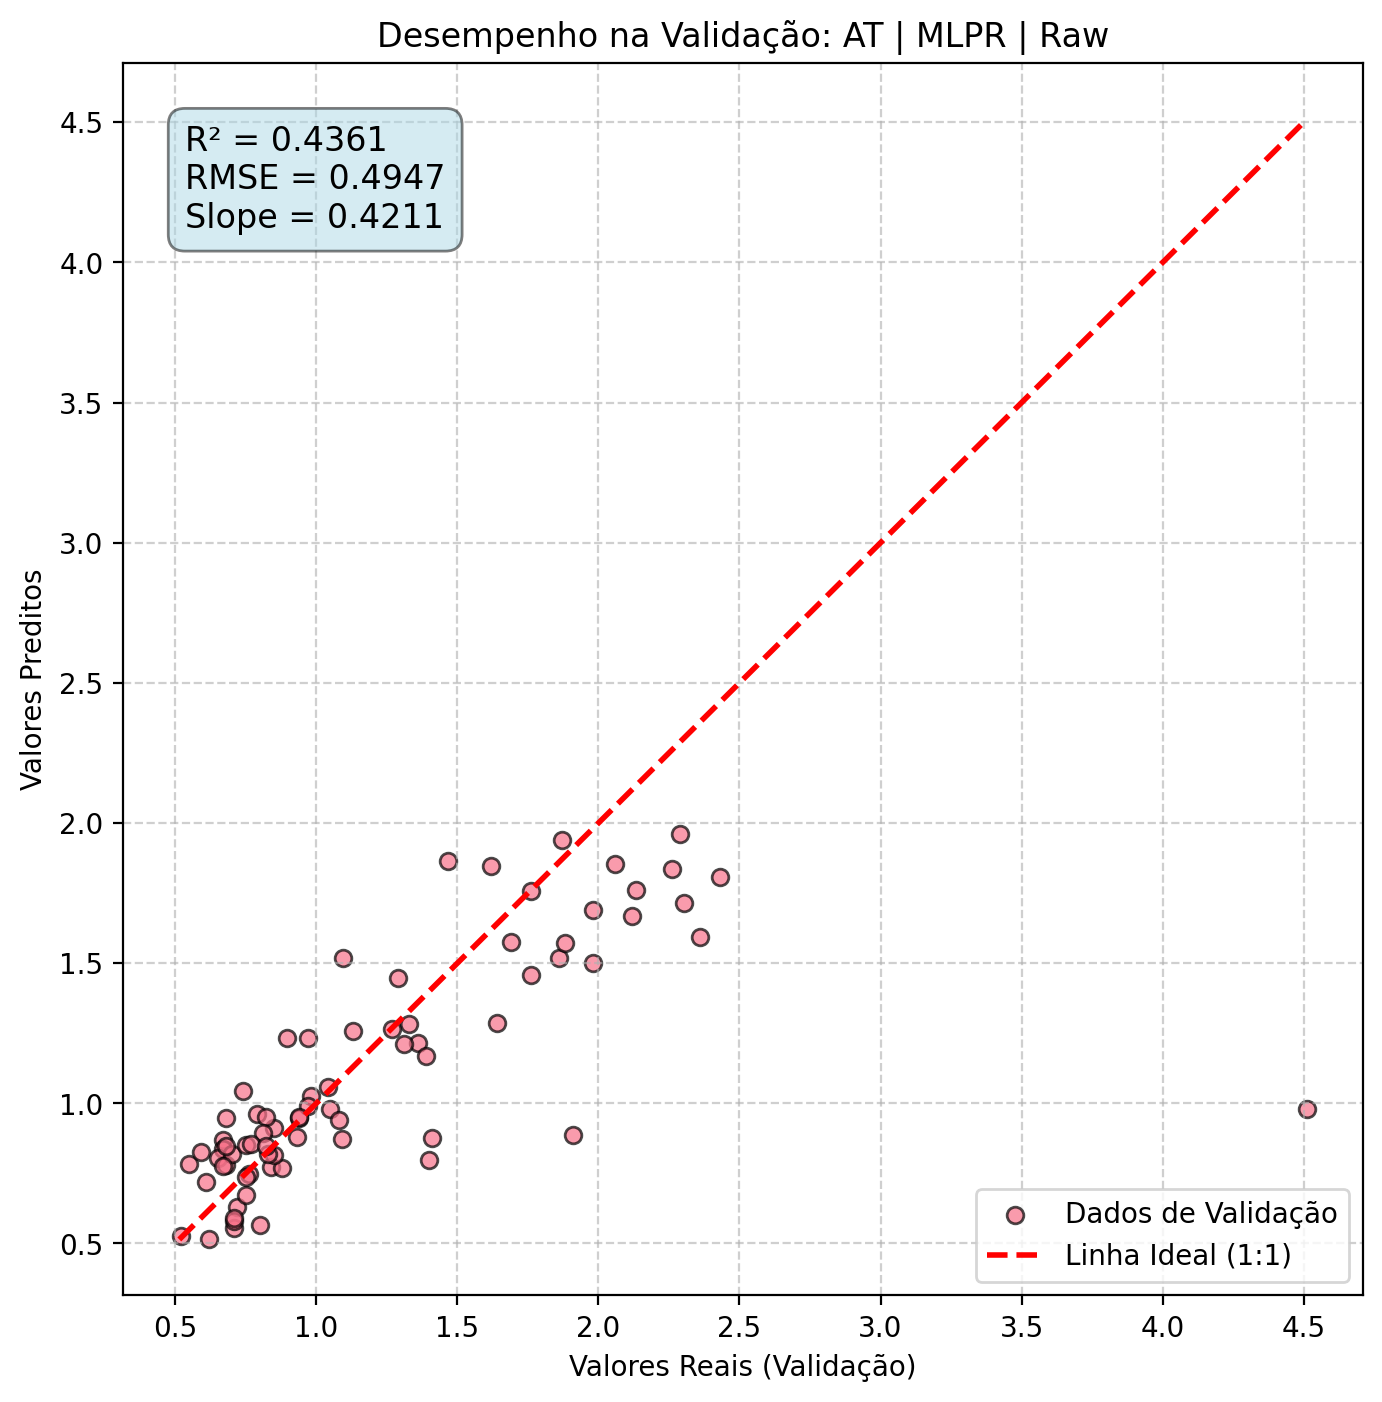 Desempenho na Validação: AT | MLPR | Raw
R² = 0.4361
RMSE = 0.4947
Slope = 0.4211
Valores Preditos
4.5
4.0
3.5
3.0
2.5
2.0
1.5
1.0
0.5
Dados de Validação
Linha Ideal (1:1)
0.5 1.0 1.5 2.0 2.5 3.0 3.5 4.0 4.5
Valores Reais (Validação)